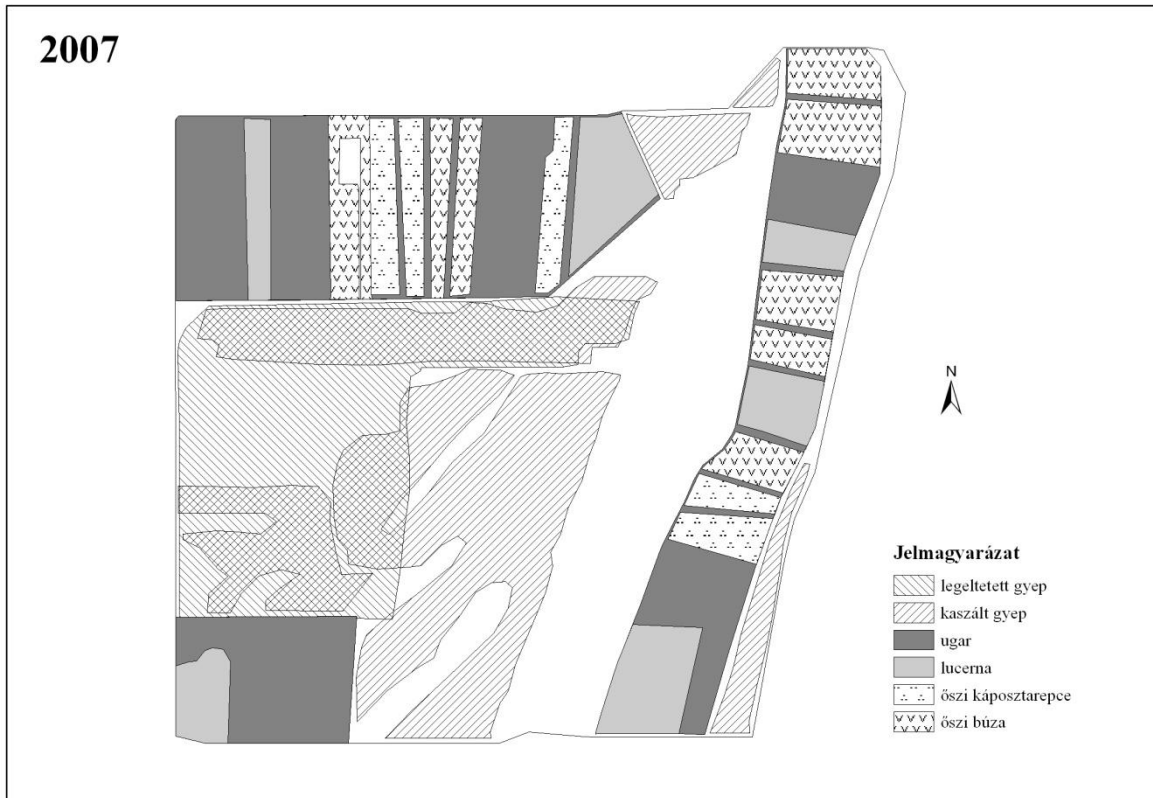 2007
N
Jelmagyarázat
legeltetett gyep
kaszált gyep
ugar
lucerna
őszi káposztarepce
őszi búza